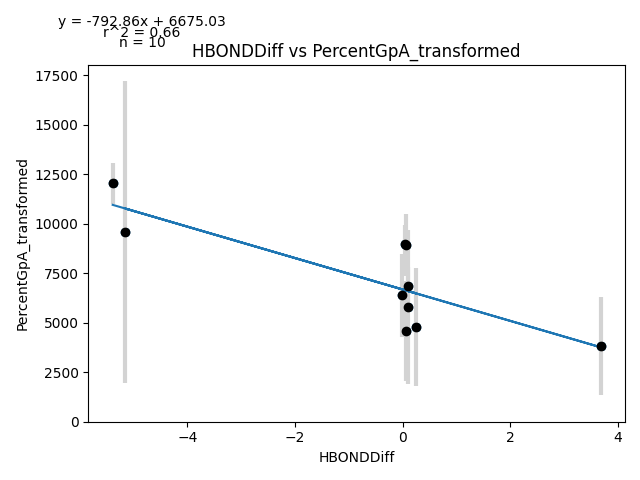 y = -792.86x + 6675.03
r^2 = 0.66
n = 10
HBONDDiff vs PercentGpA_transformed
17500
15000
12500
10000
7500
5000
2500
0
PercentGpA_transformed
−4
−2
0
2
4
HBONDDiff